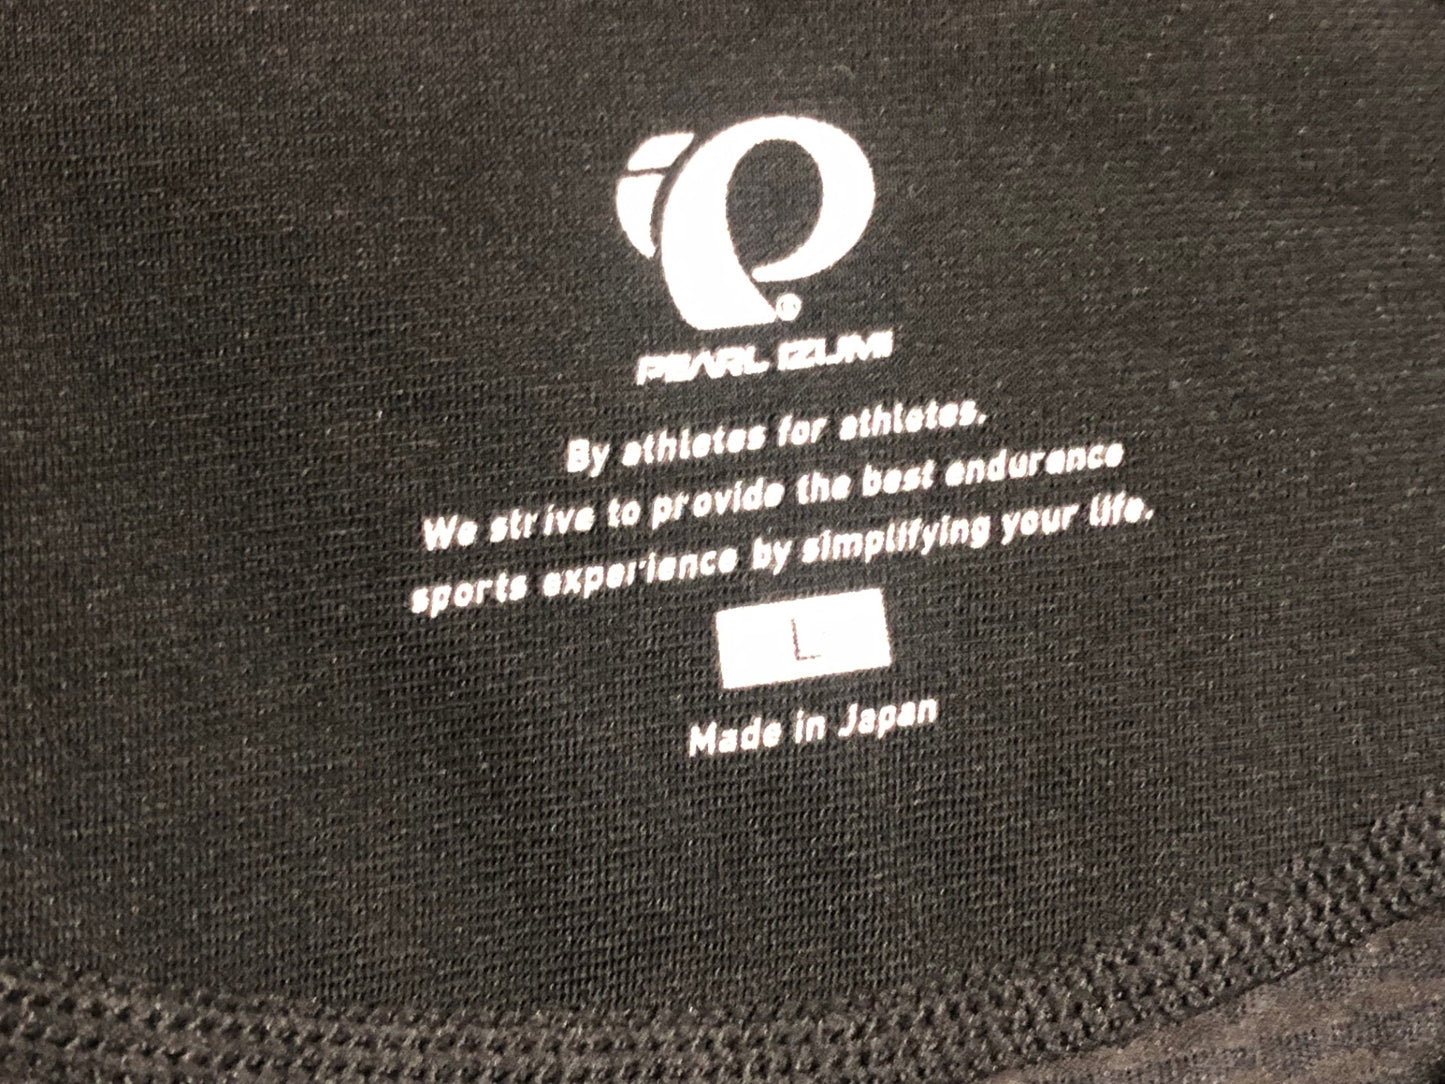 ®
PEARL IZUMI
By athletes for athletes,
We strive to provide the best endurance
sports experience by simplifying your life.
L
Made in Japan